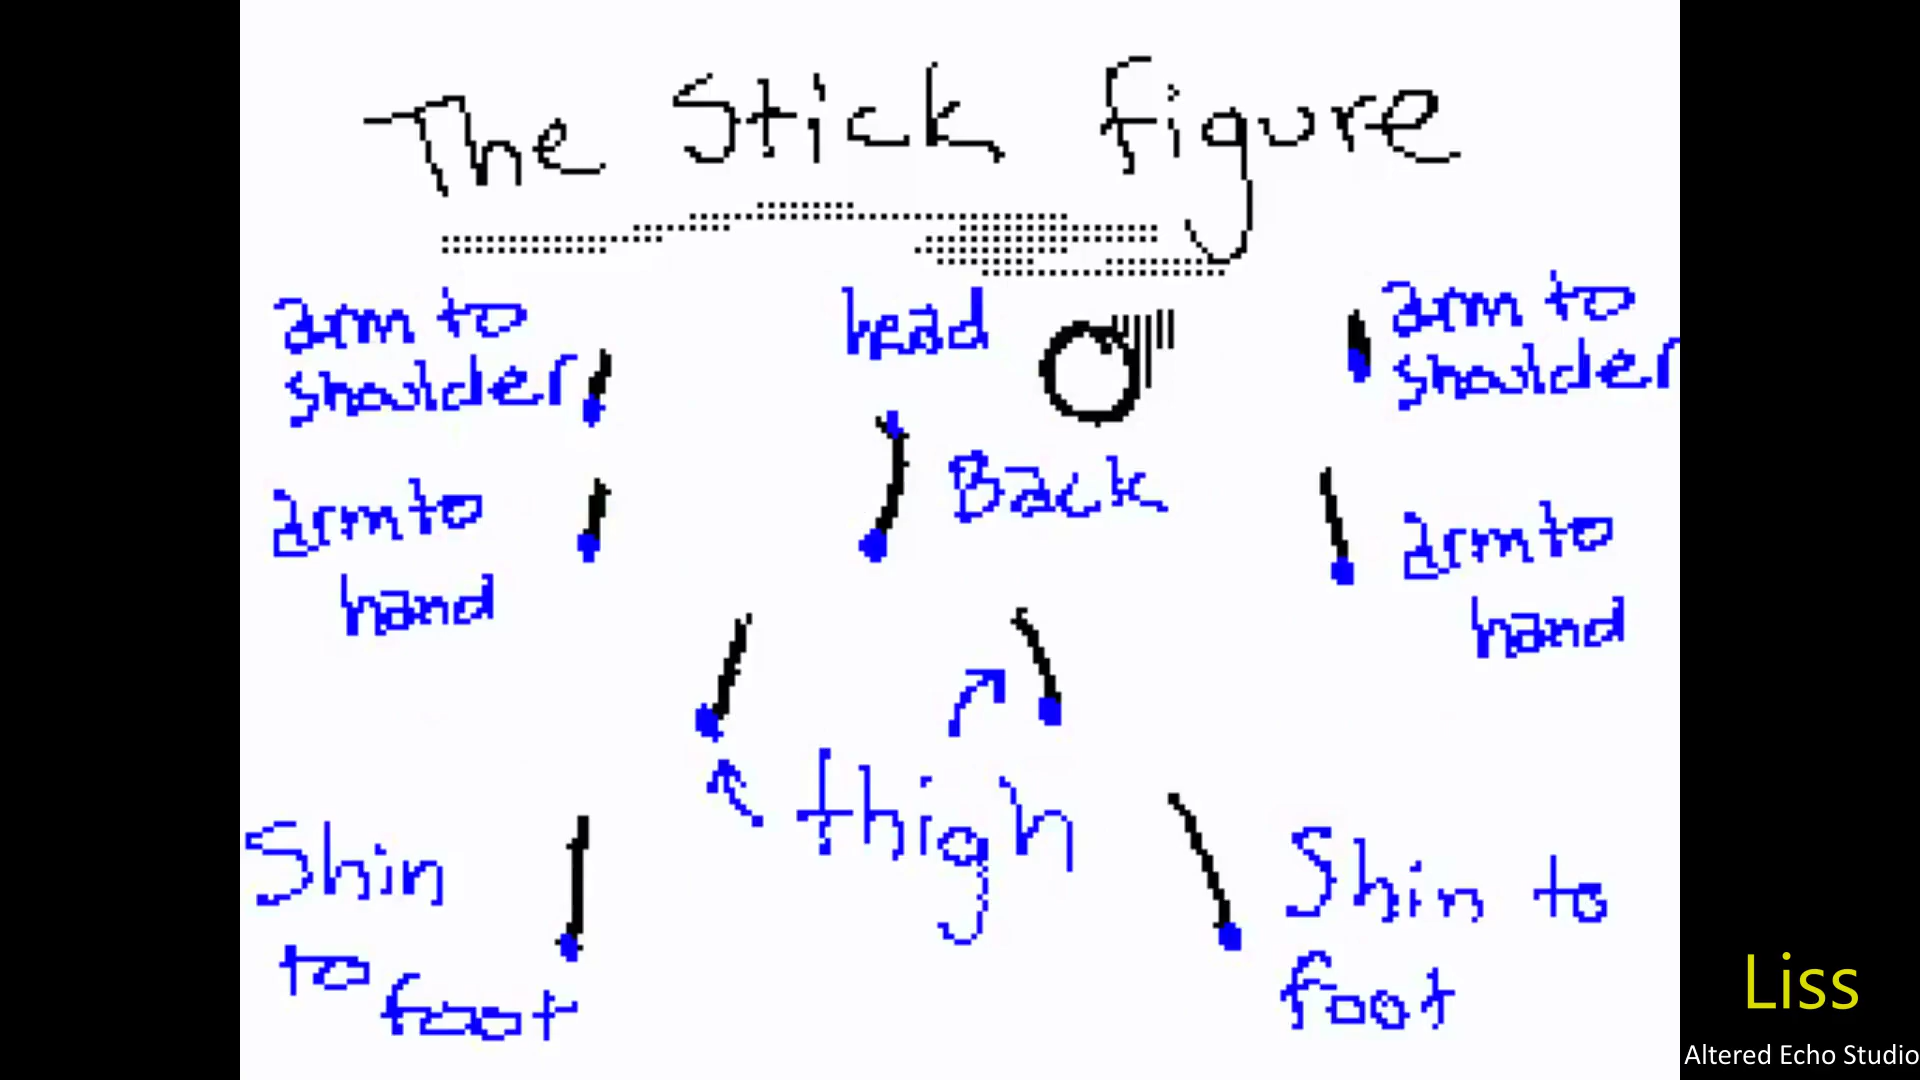 The Stick figure
arm to
shoulder
head
arm to
shoulder
Back
arm to
hand
arm to
hand
thigh
Shin
to foot
Shin to
foot
Liss
Altered Echo Studio